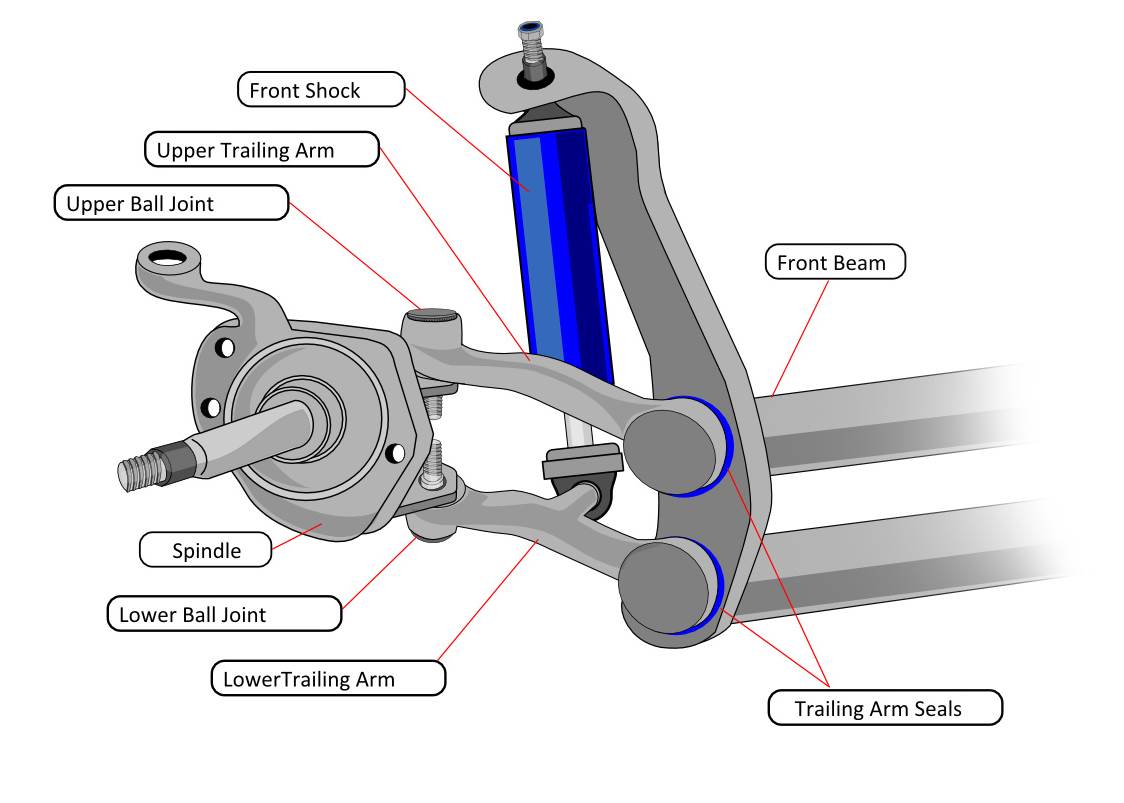 Front Shock
Upper Trailing Arm
Upper Ball Joint
Front Beam
Spindle
Lower Ball Joint
LowerTrailing Arm
Trailing Arm Seals